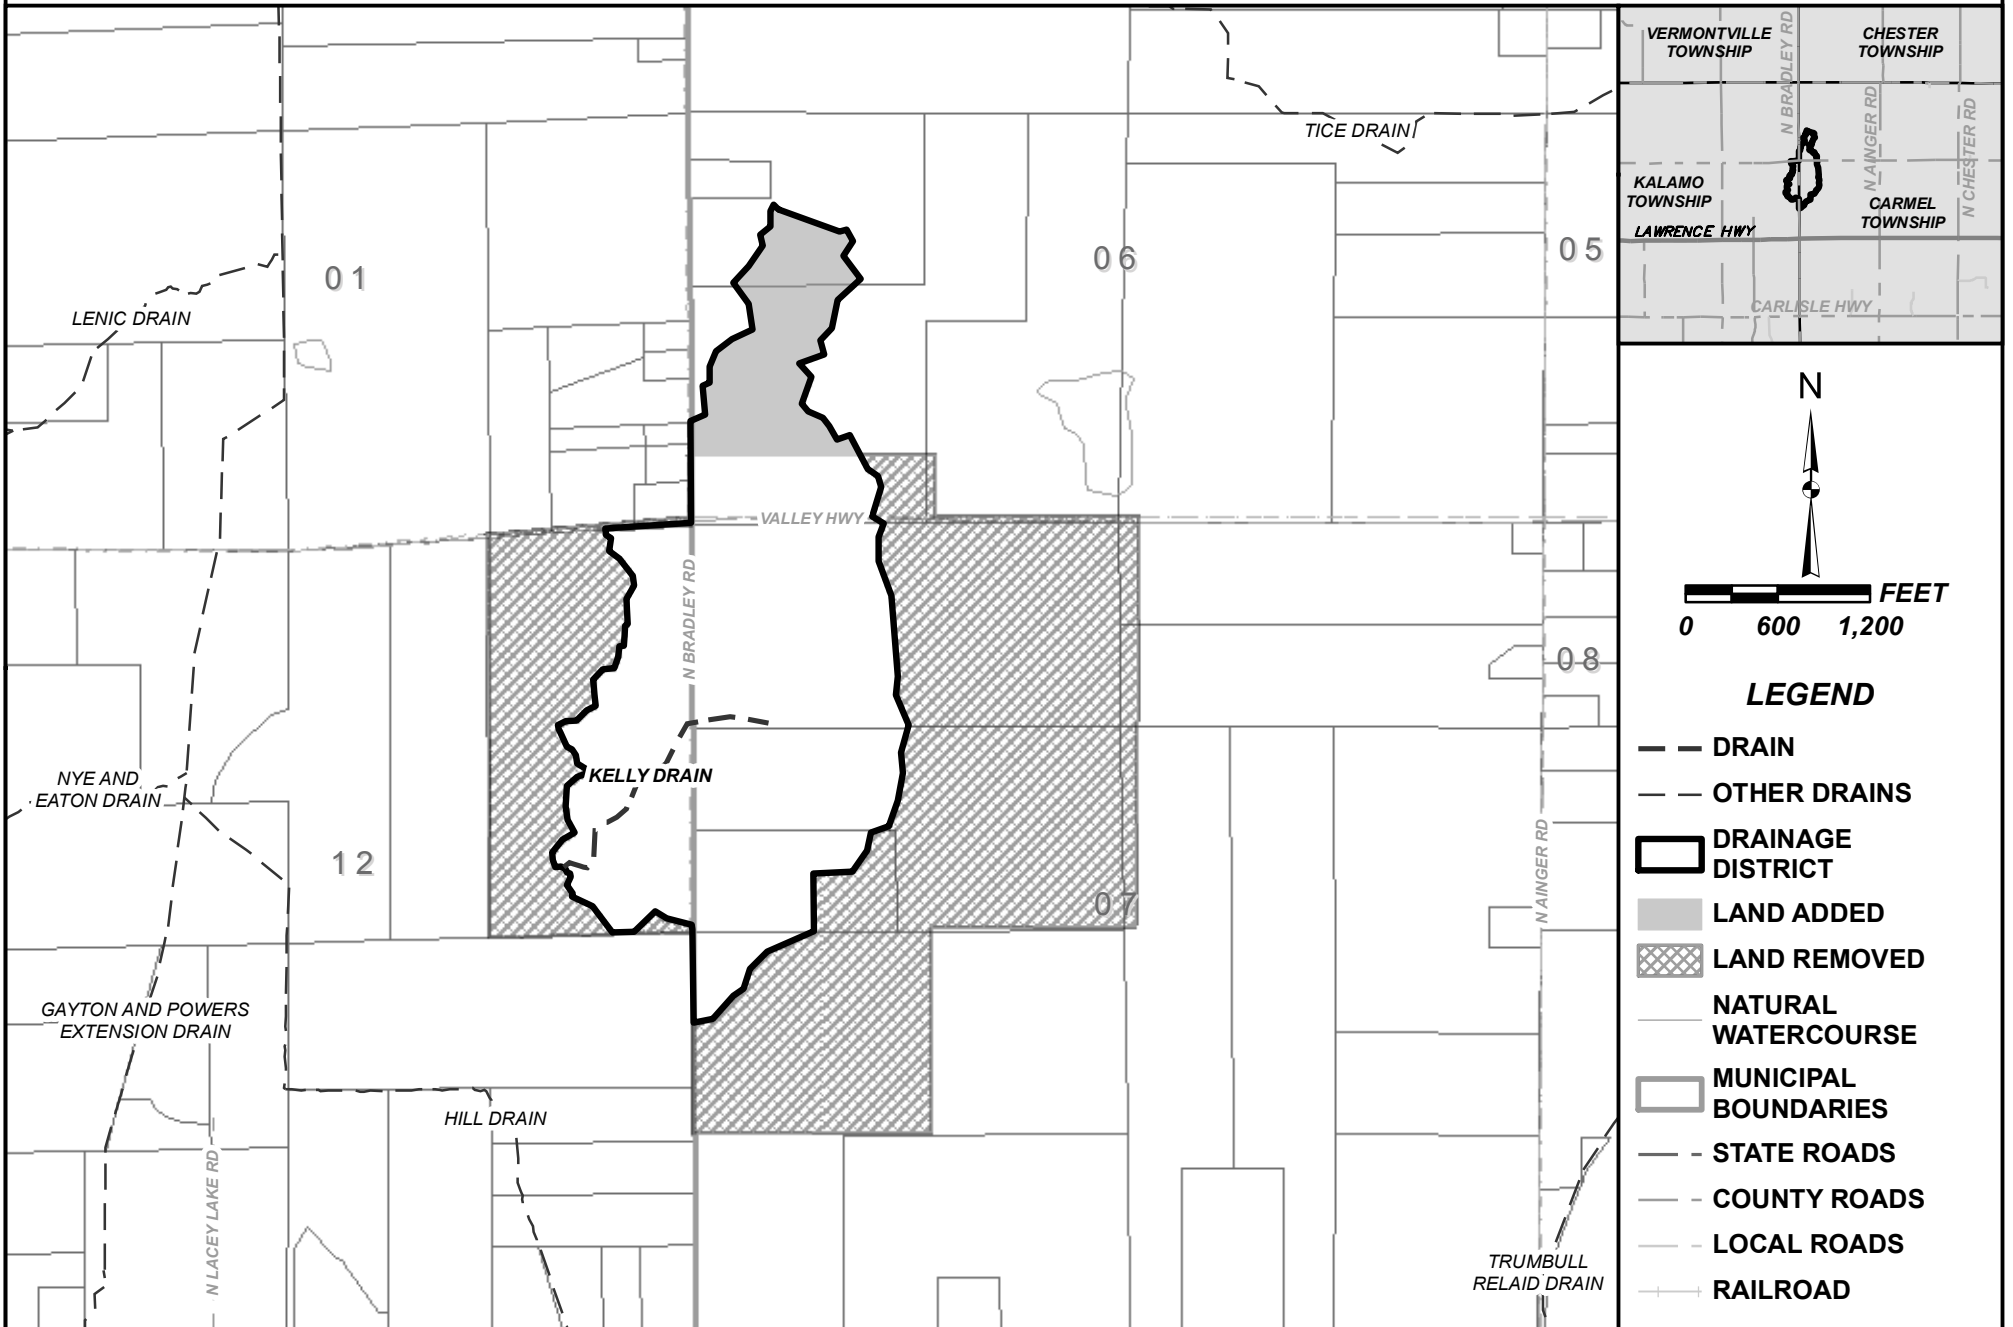 TICE DRAIN
01
06
05
LENIC DRAIN
VALLEY HWY
N BRADLEY RD
08
NYE AND
EATON DRAIN
KELLY DRAIN
12
07
N AINGER RD
GAYTON AND POWERS
EXTENSION DRAIN
HILL DRAIN
N LACEY LAKE RD
TRUMBULL
RELAID DRAIN
VERMONTVILLE
TOWNSHIP
N BRADLEY RD
CHESTER
TOWNSHIP
N AINGER RD
N CHESTER RD
KALAMO
TOWNSHIP
CARMEL
TOWNSHIP
LAWRENCE HWY
CARLISLE HWY
N
FEET
0 600 1,200
LEGEND
DRAIN
OTHER DRAINS
DRAINAGE
DISTRICT
LAND ADDED
LAND REMOVED
NATURAL
WATERCOURSE
MUNICIPAL
BOUNDARIES
STATE ROADS
COUNTY ROADS
LOCAL ROADS
RAILROAD